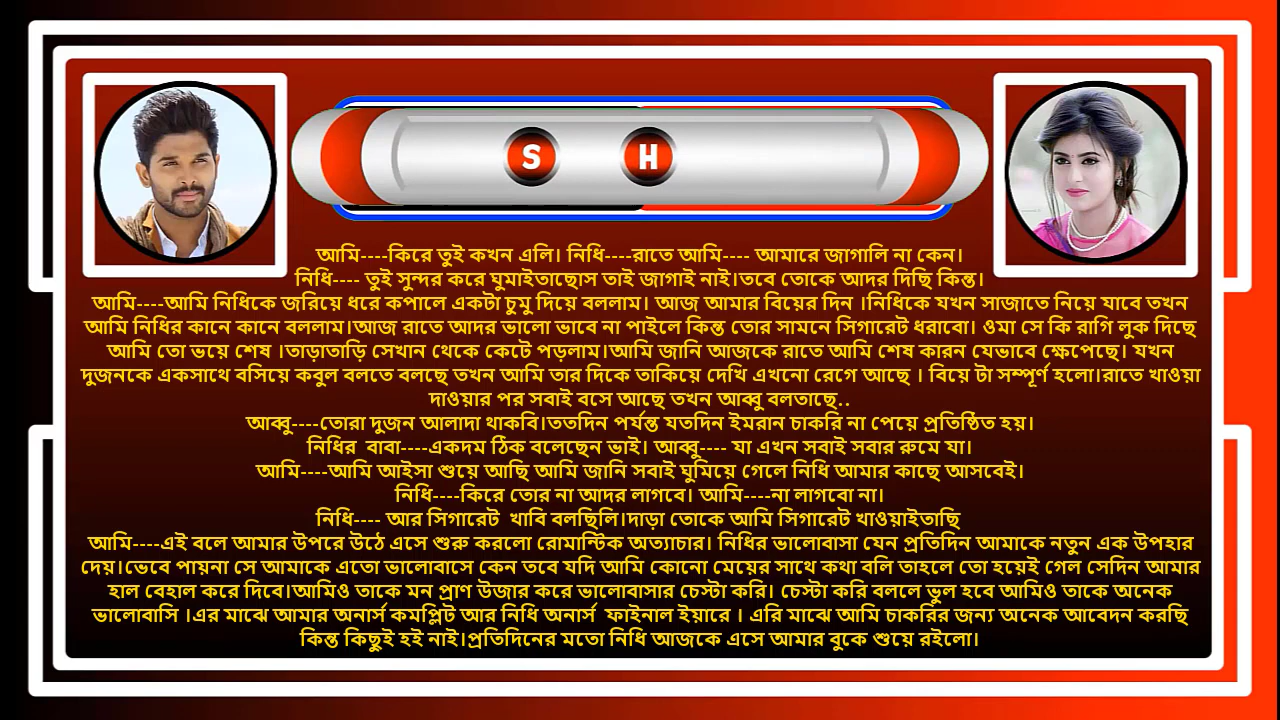 S H
আমি----কিরে তুই কখন এলি। নিধি----রাতে আমি---- আমারে জাগালি না কেন।
নিধি---- তুই সুন্দর করে ঘুমাইতাছোস তাই জাগাই নাই।তবে তোকে আদর দিছি কিন্ত।
আমি----আমি নিধিকে জরিয়ে ধরে কপালে একটা চুমু দিয়ে বললাম। আজ আমার বিয়ের দিন ।নিধিকে যখন সাজাতে নিয়ে যাবে তখন
আমি নিধির কানে কানে বললাম।আজ রাতে আদর ভালো ভাবে না পাইলে কিন্ত তোর সামনে সিগারেট ধরাবো। ওমা সে কি রাগি লুক দিছে
আমি তো ভয়ে শেষ ।তাড়াতাড়ি সেখান থেকে কেটে পড়লাম।আমি জানি আজকে রাতে আমি শেষ কারন যেভাবে ক্ষেপেছে। যখন
দুজনকে একসাথে বসিয়ে কবুল বলতে বলছে তখন আমি তার দিকে তাকিয়ে দেখি এখনো রেগে আছে । বিয়ে টা সম্পূর্ণ হলো।রাতে খাওয়া
দাওয়ার পর সবাই বসে আছে তখন আব্বু বলতাছে..
আব্বু----তোরা দুজন আলাদা থাকবি।ততদিন পর্যন্ত যতদিন ইমরান চাকরি না পেয়ে প্রতিষ্ঠিত হয়।
নিধির  বাবা----একদম ঠিক বলেছেন ভাই। আব্বু---- যা এখন সবাই সবার রুমে যা।
আমি----আমি আইসা শুয়ে আছি আমি জানি সবাই ঘুমিয়ে গেলে নিধি আমার কাছে আসবেই।
নিধি----কিরে তোর না আদর লাগবে। আমি----না লাগবো না।
নিধি---- আর সিগারেট  খাবি বলছিলি।দাড়া তোকে আমি সিগারেট খাওয়াইতাছি
আমি----এই বলে আমার উপরে উঠে এসে শুরু করলো রোমান্টিক অত্যাচার। নিধির ভালোবাসা যেন প্রতিদিন আমাকে নতুন এক উপহার
দেয়।ভেবে পায়না সে আমাকে এতো ভালোবাসে কেন তবে যদি আমি কোনো মেয়ের সাথে কথা বলি তাহলে তো হয়েই গেল সেদিন আমার
হাল বেহাল করে দিবে।আমিও তাকে মন প্রাণ উজার করে ভালোবাসার চেস্টা করি। চেস্টা করি বললে ভুল হবে আমিও তাকে অনেক
ভালোবাসি ।এর মাঝে আমার অনার্স কমপ্লিট আর নিধি অনার্স  ফাইনাল ইয়ারে । এরি মাঝে আমি চাকরির জন্য অনেক আবেদন করছি
কিন্ত কিছুই হই নাই।প্রতিদিনের মতো নিধি আজকে এসে আমার বুকে শুয়ে রইলো।